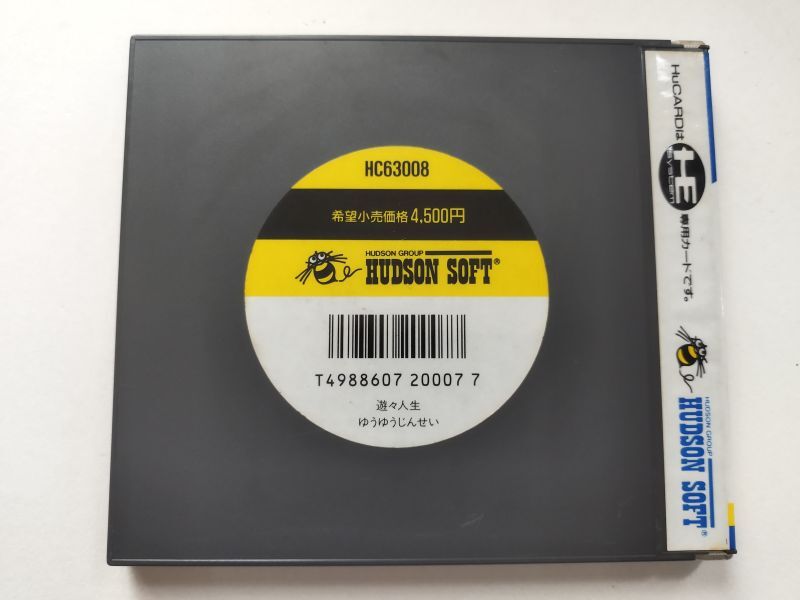 HC63008
希望小売価格4,500円
HUDSON GROUP
HUDSON SOFT®
T4988607 20007 7
遊々人生
ゆうゆうじんせい
HuCARDは
HE
system
専用カードです。
HUDSON GROUP
HUDSON SOFT®